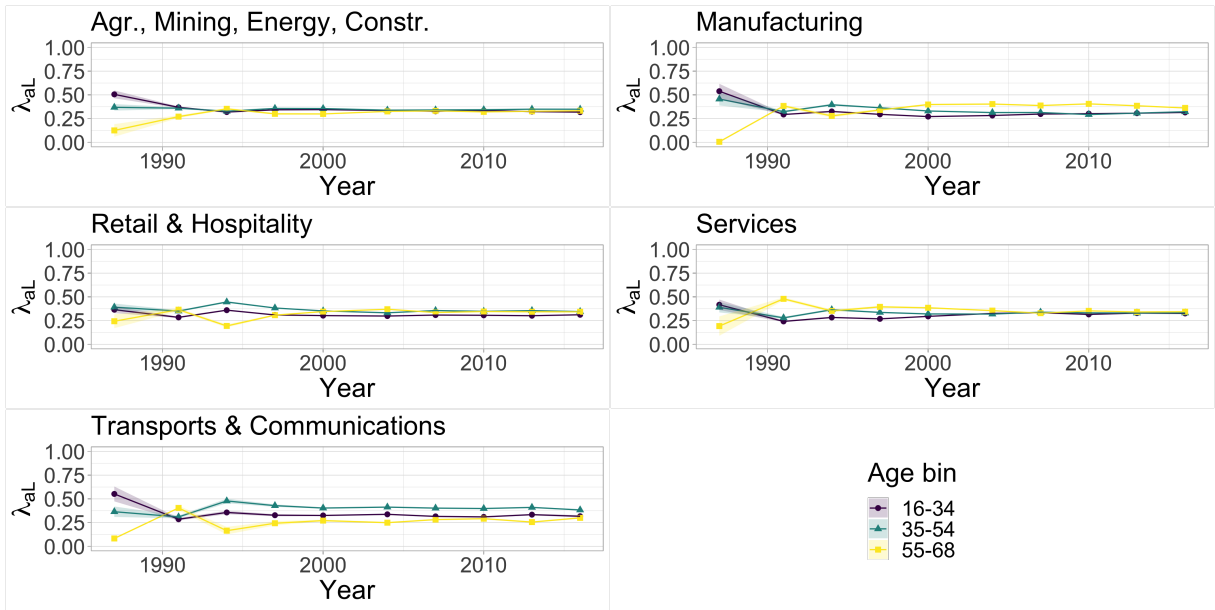 Agr., Mining, Energy, Constr.
1.00
0.75
0.50
0.25
0.00
λaL
1990 2000 2010
Year
Manufacturing
1.00
0.75
0.50
0.25
0.00
λaL
1990 2000 2010
Year
Retail & Hospitality
1.00
0.75
0.50
0.25
0.00
λaL
1990 2000 2010
Year
Services
1.00
0.75
0.50
0.25
0.00
λaL
1990 2000 2010
Year
Transports & Communications
1.00
0.75
0.50
0.25
0.00
λaL
1990 2000 2010
Year
Age bin
16-34
35-54
55-68